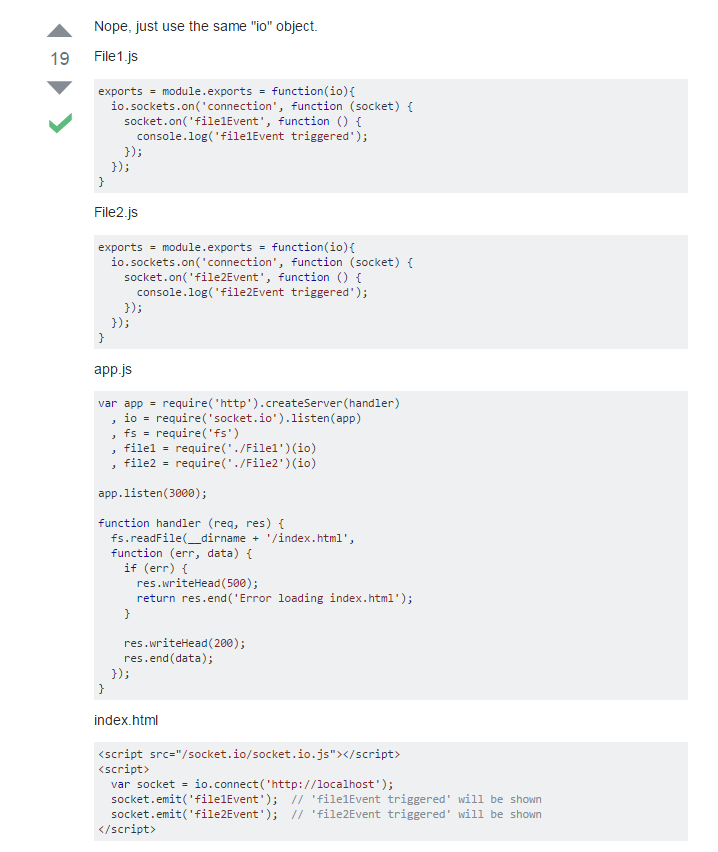 Nope, just use the same "io" object.
19
File1.js
exports = module.exports = function(io){
  io.sockets.on('connection', function (socket) {
    socket.on('file1Event', function () {
      console.log('file1Event triggered');
    });
  });
}
File2.js
exports = module.exports = function(io){
  io.sockets.on('connection', function (socket) {
    socket.on('file2Event', function () {
      console.log('file2Event triggered');
    });
  });
}
app.js
var app = require('http').createServer(handler)
  , io = require('socket.io').listen(app)
  , fs = require('fs')
  , file1 = require('./File1')(io)
  , file2 = require('./File2')(io)
app.listen(3000);
function handler (req, res) {
  fs.readFile(__dirname + '/index.html',
  function (err, data) {
    if (err) {
      res.writeHead(500);
      return res.end('Error loading index.html');
    }
    res.writeHead(200);
    res.end(data);
  });
}
index.html
<script src="/socket.io/socket.io.js"></script>
<script>
  var socket = io.connect('http://localhost');
  socket.emit('file1Event');  // 'file1Event triggered' will be shown
  socket.emit('file2Event');  // 'file2Event triggered' will be shown
</script>